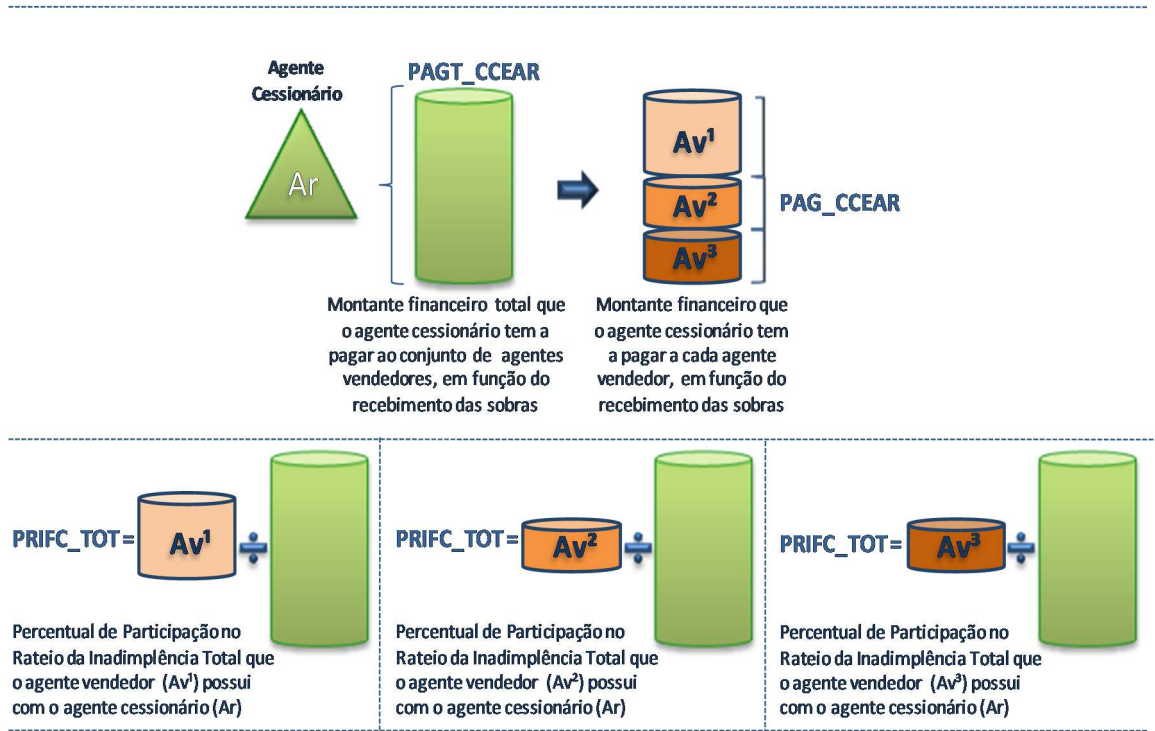 Agente
Cessionário
PAGT_CCEAR
Ar
Av¹
Av²
Av³
PAG_CCEAR
Montante financeiro total que
o agente cessionário tem a
pagar ao conjunto de agentes
vendedores, em função do
recebimento das sobras
Montante financeiro que
o agente cessionário tem
a pagar a cada agente
vendedor, em função do
recebimento das sobras
PRIFC_TOT= Av¹ ÷
Percentual de Participação no
Rateio da Inadimplência Total que
o agente vendedor (Av¹) possui
com o agente cessionário (Ar)
PRIFC_TOT= Av² ÷
Percentual de Participação no
Rateio da Inadimplência Total que
o agente vendedor (Av²) possui
com o agente cessionário (Ar)
PRIFC_TOT= Av³ ÷
Percentual de Participação no
Rateio da Inadimplência Total que
o agente vendedor (Av³) possui
com o agente cessionário (Ar)